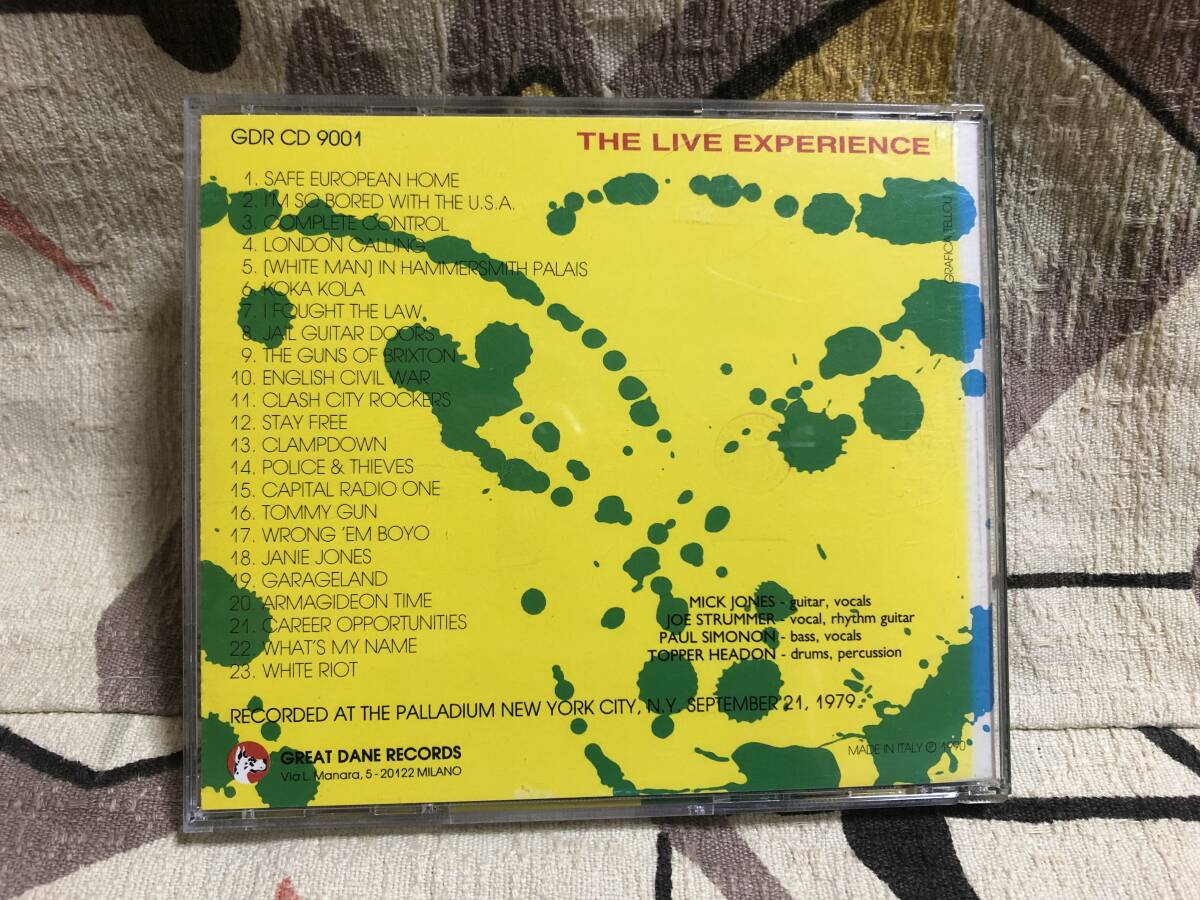 GDR CD 9001
THE LIVE EXPERIENCE
1. SAFE EUROPEAN HOME
2. I'M SO BORED WITH THE U.S.A.
3. COMPLETE CONTROL
4. LONDON CALLING
5. (WHITE MAN) IN HAMMERSMITH PALAIS
6. KOKA KOLA
7. I FOUGHT THE LAW
8. JAIL GUITAR DOORS
9. THE GUNS OF BRIXTON
10. ENGLISH CIVIL WAR
11. CLASH CITY ROCKERS
12. STAY FREE
13. CLAMPDOWN
14. POLICE & THIEVES
15. CAPITAL RADIO ONE
16. TOMMY GUN
17. WRONG 'EM BOYO
18. JANIE JONES
19. GARAGELAND
20. ARMAGIDEON TIME
21. CAREER OPPORTUNITIES
22. WHAT'S MY NAME
23. WHITE RIOT
MICK JONES - guitar, vocals
JOE STRUMMER - vocal, rhythm guitar
PAUL SIMONON - bass, vocals
TOPPER HEADON - drums, percussion
RECORDED AT THE PALLADIUM NEW YORK CITY, N.Y. SEPTEMBER 21, 1979
GREAT DANE RECORDS
Via L. Manara, 5 - 20122 MILANO
MADE IN ITALY ℗ 1990
GRAFICA